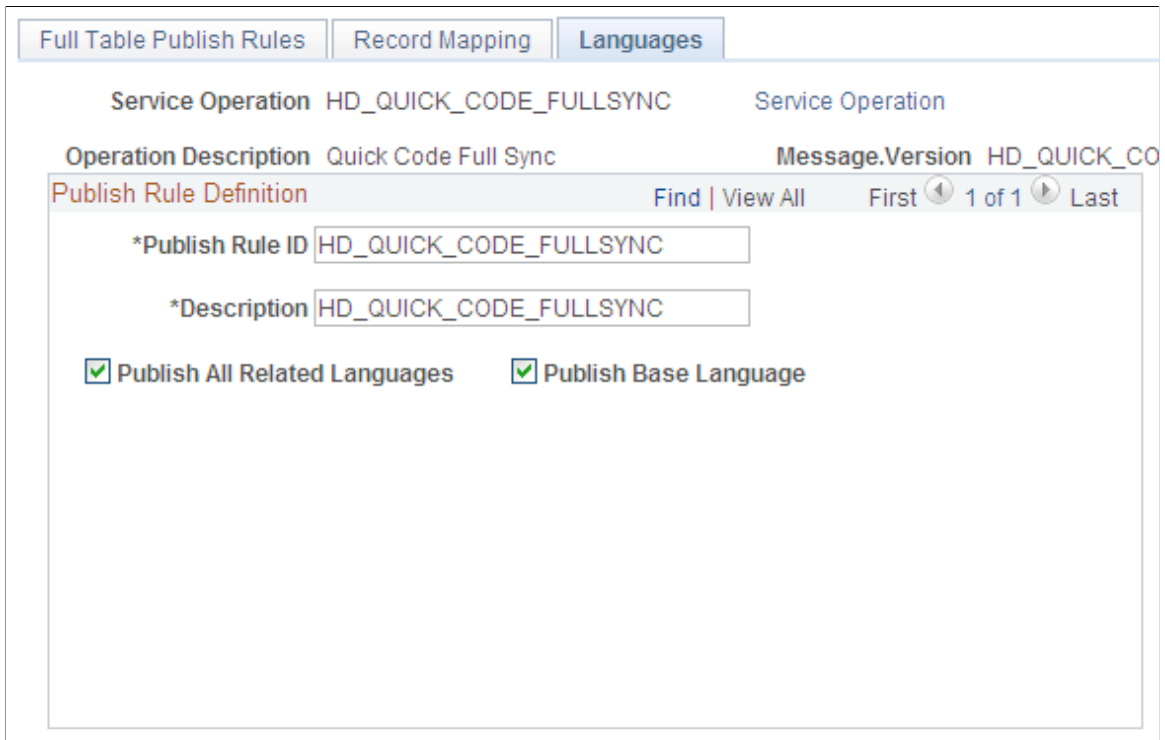 Full Table Publish Rules Record Mapping Languages
Service Operation HD_QUICK_CODE_FULLSYNC Service Operation
Operation Description Quick Code Full Sync Message.Version HD_QUICK_CO
Publish Rule Definition Find | View All First 1 of 1 Last
*Publish Rule ID HD_QUICK_CODE_FULLSYNC
*Description HD_QUICK_CODE_FULLSYNC
Publish All Related Languages Publish Base Language